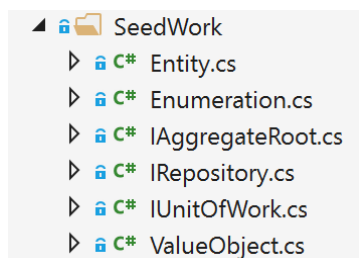 SeedWork
C# Entity.cs
C# Enumeration.cs
C# IAggregateRoot.cs
C# IRepository.cs
C# IUnitOfWork.cs
C# ValueObject.cs